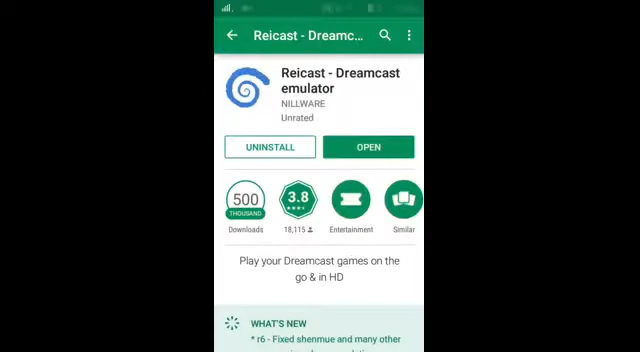 Reicast - Dreamc...
Reicast - Dreamcast
emulator
NILLWARE
Unrated
UNINSTALL
OPEN
500
THOUSAND
Downloads
3.8
18,115
Entertainment
Similar
Play your Dreamcast games on the
go & in HD
WHAT'S NEW
* r6 - Fixed shenmue and many other